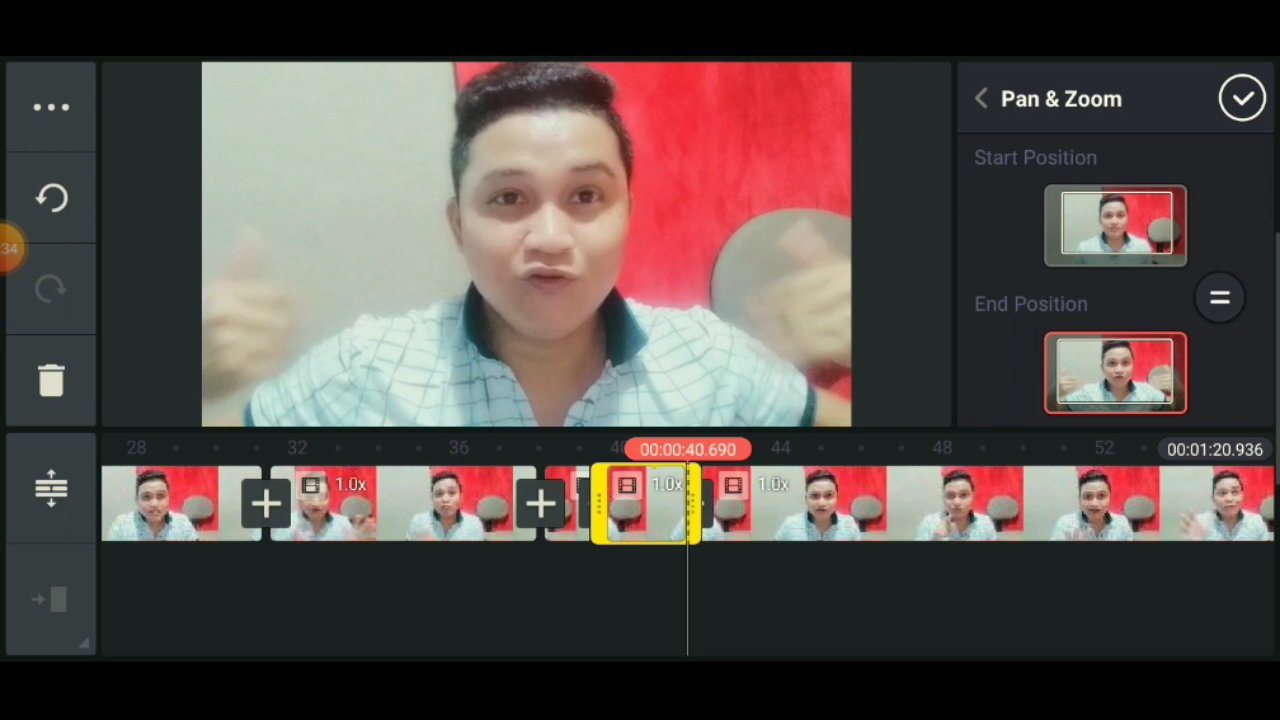 Pan & Zoom
Start Position
:34
End Position
28
32
36
00:00:40.690
44
48
52
00:01:20.936
1.0x
1.0x
1.0x